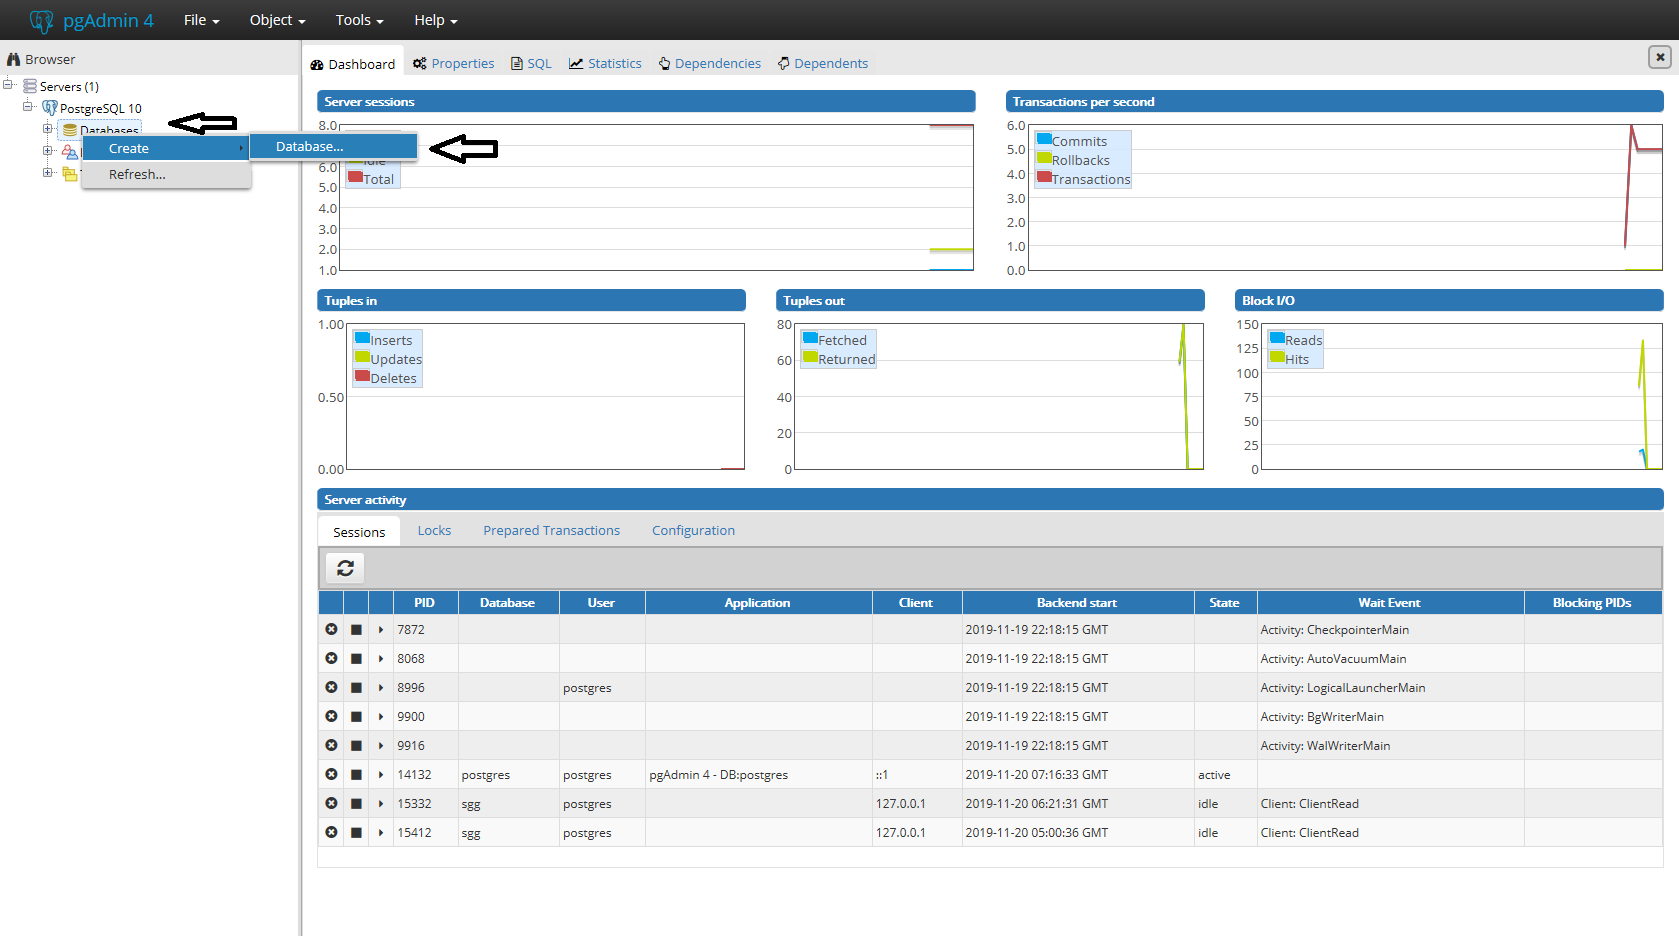 pgAdmin 4 File Object Tools Help
Browser
Servers (1)
PostgreSQL 10
Databases
Create Database...
Refresh...
Dashboard Properties SQL Statistics Dependencies Dependents
Server sessions
8.0
6.0
5.0
4.0
3.0
2.0
1.0
Idle
Total
Transactions per second
6.0
5.0
4.0
3.0
2.0
1.0
0.0
Commits
Rollbacks
Transactions
Tuples in
1.00
0.50
0.00
Inserts
Updates
Deletes
Tuples out
80
60
40
20
0
Fetched
Returned
Block I/O
150
125
100
75
50
25
0
Reads
Hits
Server activity
Sessions Locks Prepared Transactions Configuration
PID Database User Application Client Backend start State Wait Event Blocking PIDs
7872 2019-11-19 22:18:15 GMT Activity: CheckpointerMain
8068 2019-11-19 22:18:15 GMT Activity: AutoVacuumMain
8996 postgres 2019-11-19 22:18:15 GMT Activity: LogicalLauncherMain
9900 2019-11-19 22:18:15 GMT Activity: BgWriterMain
9916 2019-11-19 22:18:15 GMT Activity: WalWriterMain
14132 postgres postgres pgAdmin 4 - DB:postgres ::1 2019-11-20 07:16:33 GMT active
15332 sgg postgres 127.0.0.1 2019-11-20 06:21:31 GMT idle Client: ClientRead
15412 sgg postgres 127.0.0.1 2019-11-20 05:00:36 GMT idle Client: ClientRead